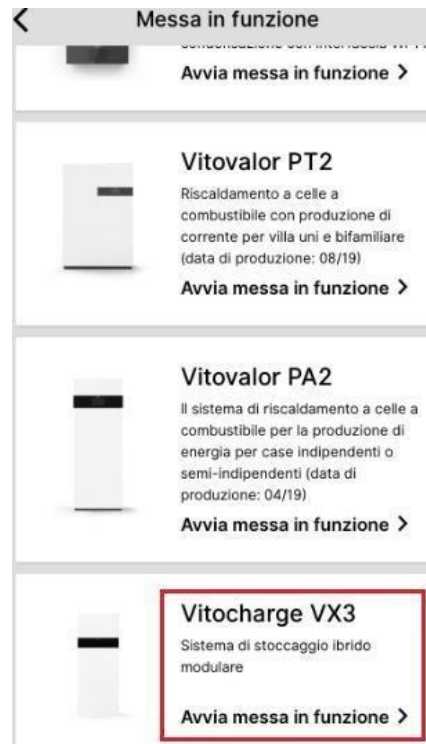 Messa in funzione
Avvia messa in funzione >
Vitovalor PT2
Riscaldamento a celle a
combustibile con produzione di
corrente per villa uni e bifamiliare
(data di produzione: 08/19)
Avvia messa in funzione >
Vitovalor PA2
Il sistema di riscaldamento a celle a
combustibile per la produzione di
energia per case indipendenti o
semi-indipendenti (data di
produzione: 04/19)
Avvia messa in funzione >
Vitocharge VX3
Sistema di stoccaggio ibrido
modulare
Avvia messa in funzione >